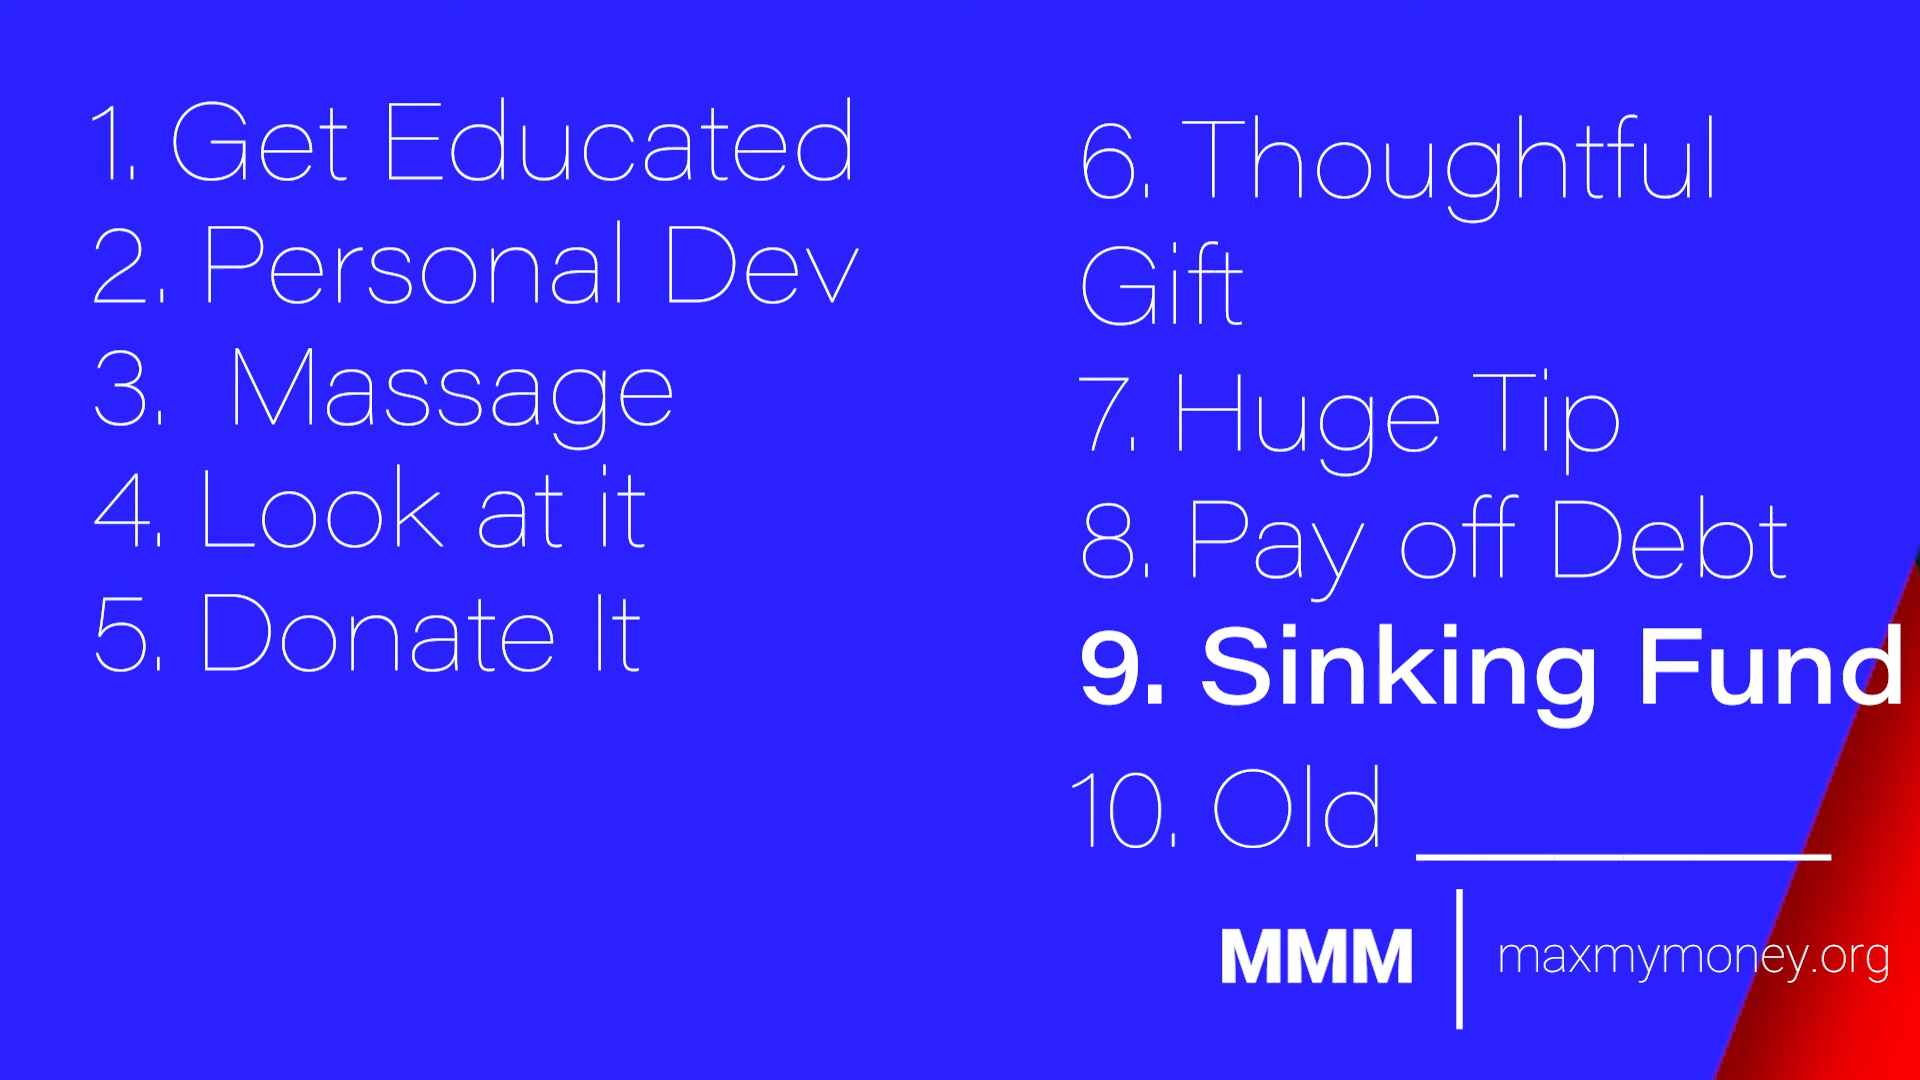 1. Get Educated
2. Personal Dev
3. Massage
4. Look at it
5. Donate It
6. Thoughtful
Gift
7. Huge Tip
8. Pay off Debt
9. Sinking Fund
10. Old ________
MMM | maxmymoney.org